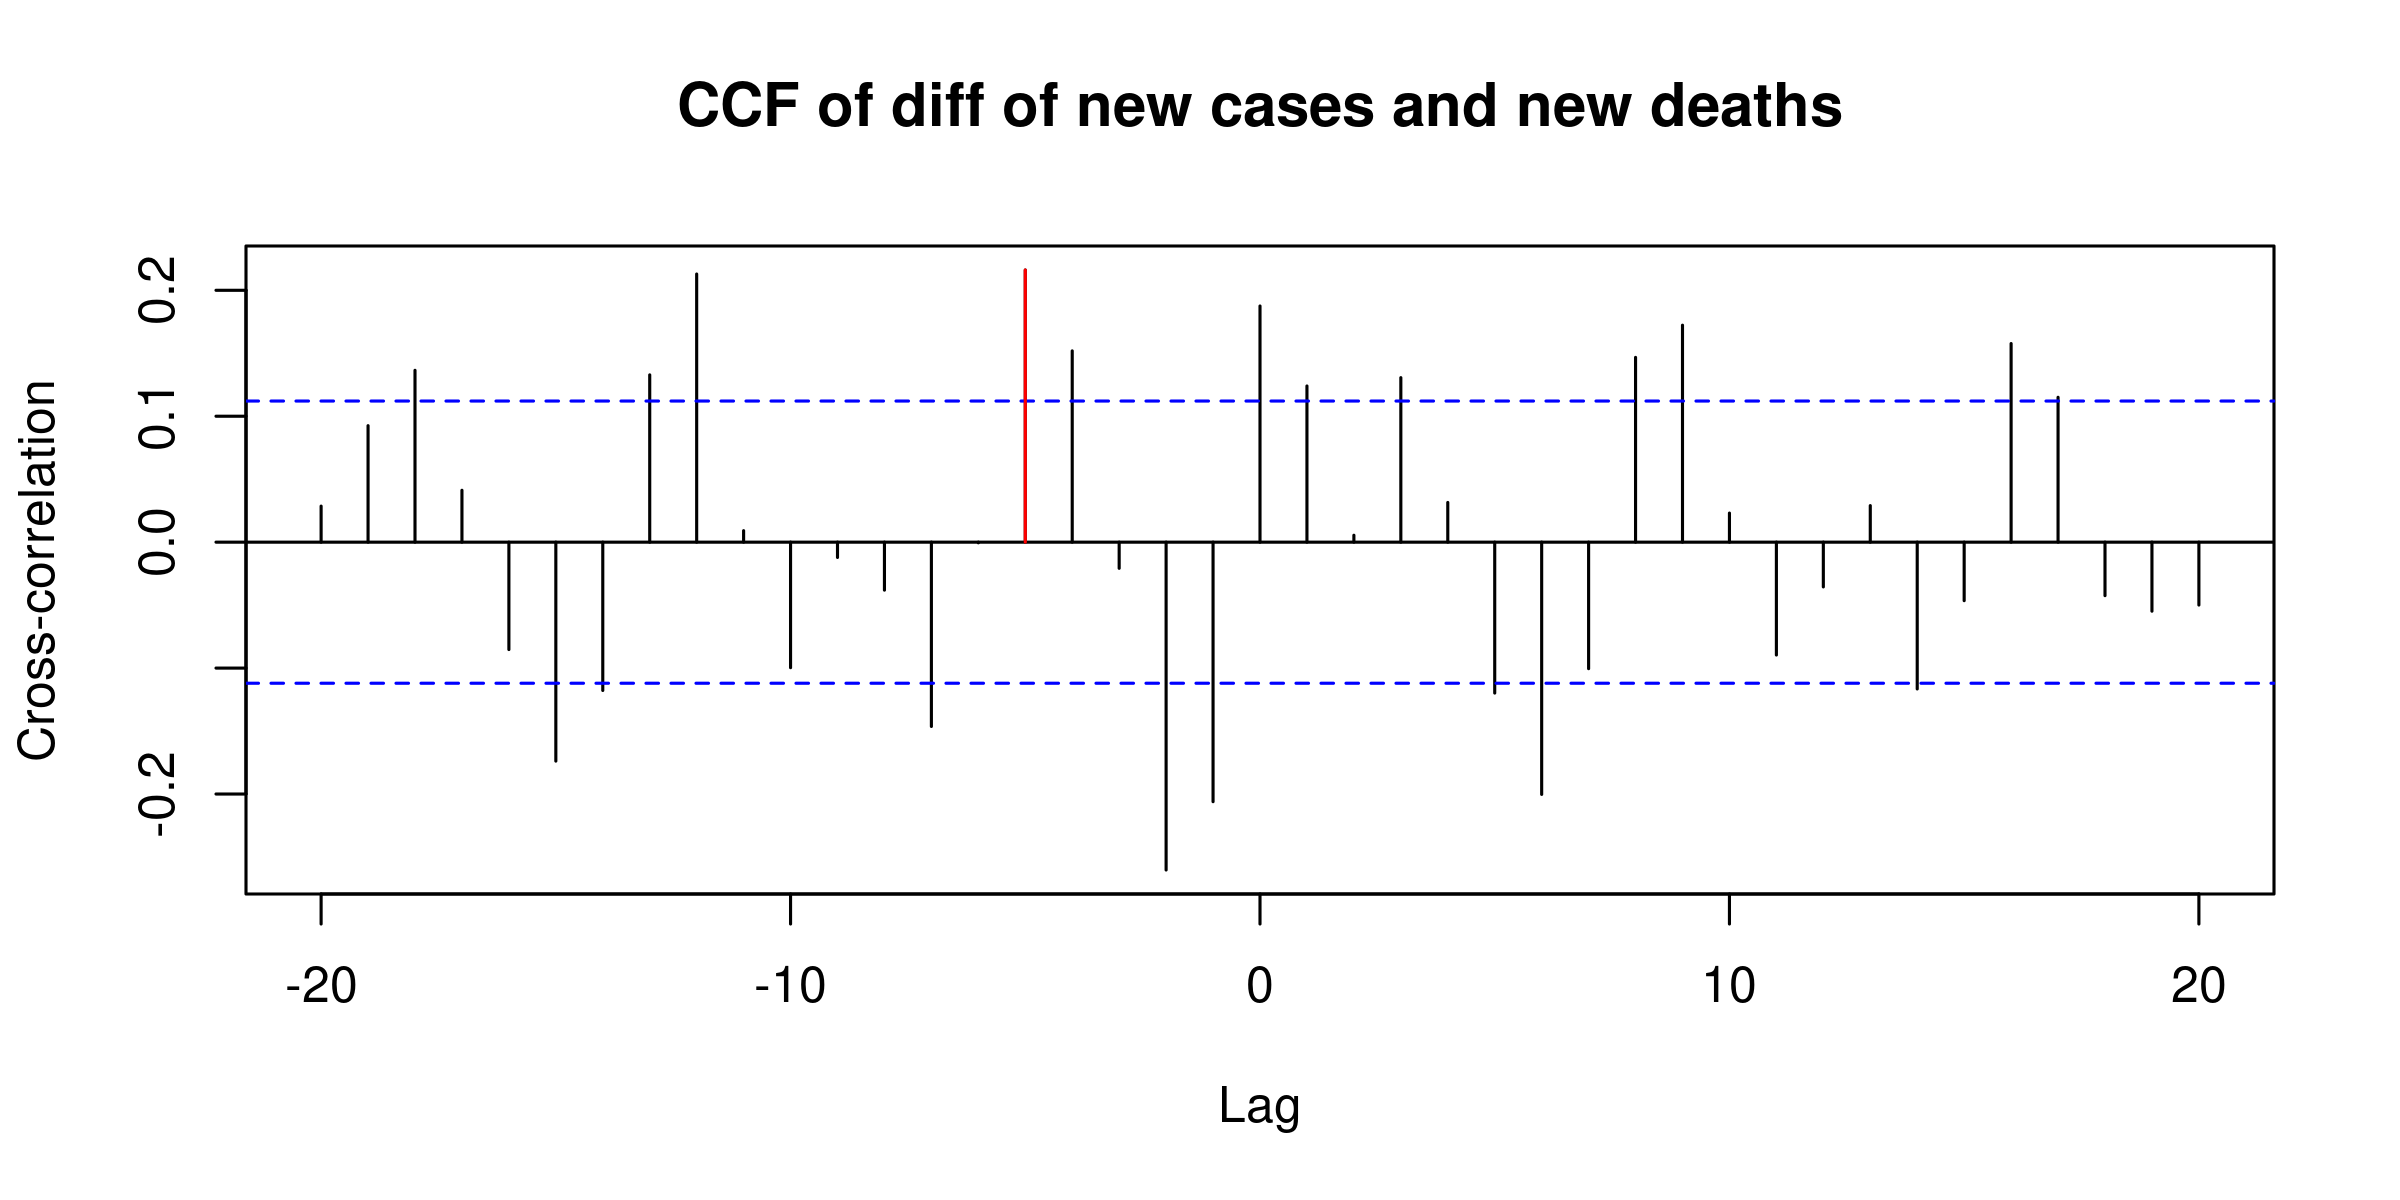 CCF of diff of new cases and new deaths
Cross-correlation
0.2
0.1
0.0
-0.2
-20 -10 0 10 20
Lag